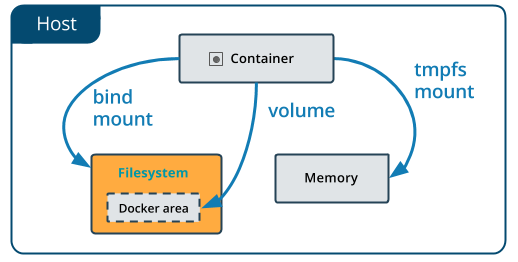 Host
Container
bind
mount
volume
tmpfs
mount
Filesystem
Docker area
Memory